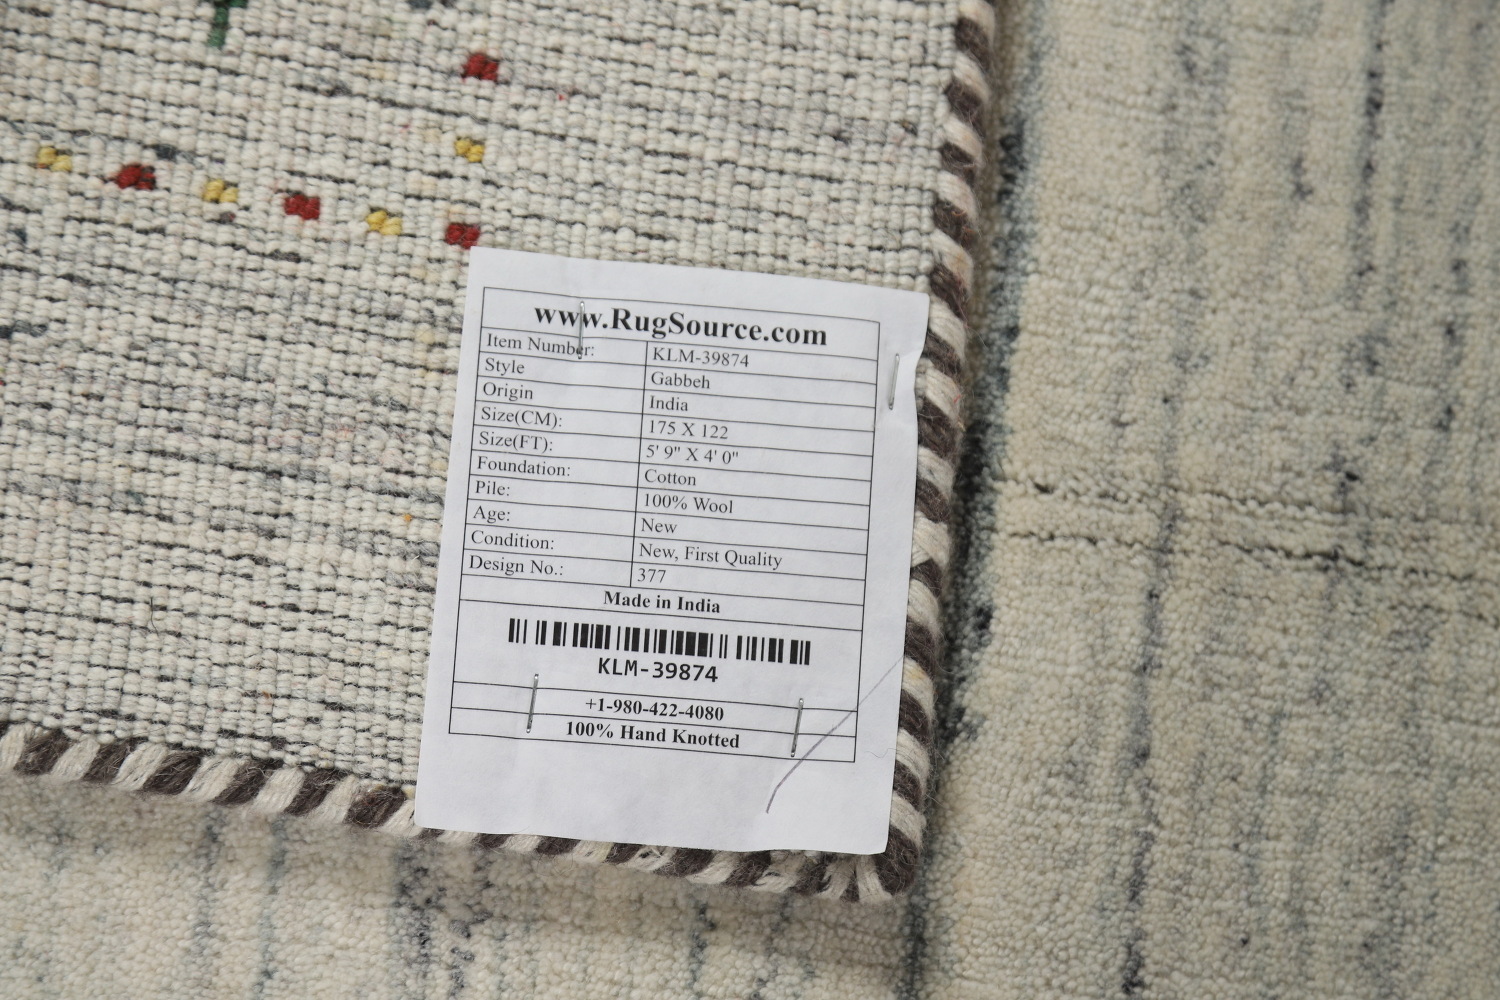 www.RugSource.com
Item Number: KLM-39874
Style Gabbeh
Origin India
Size(CM): 175 X 122
Size(FT): 5' 9" X 4' 0"
Foundation: Cotton
Pile: 100% Wool
Age: New
Condition: New, First Quality
Design No.: 377
Made in India
KLM-39874
+1-980-422-4080
100% Hand Knotted